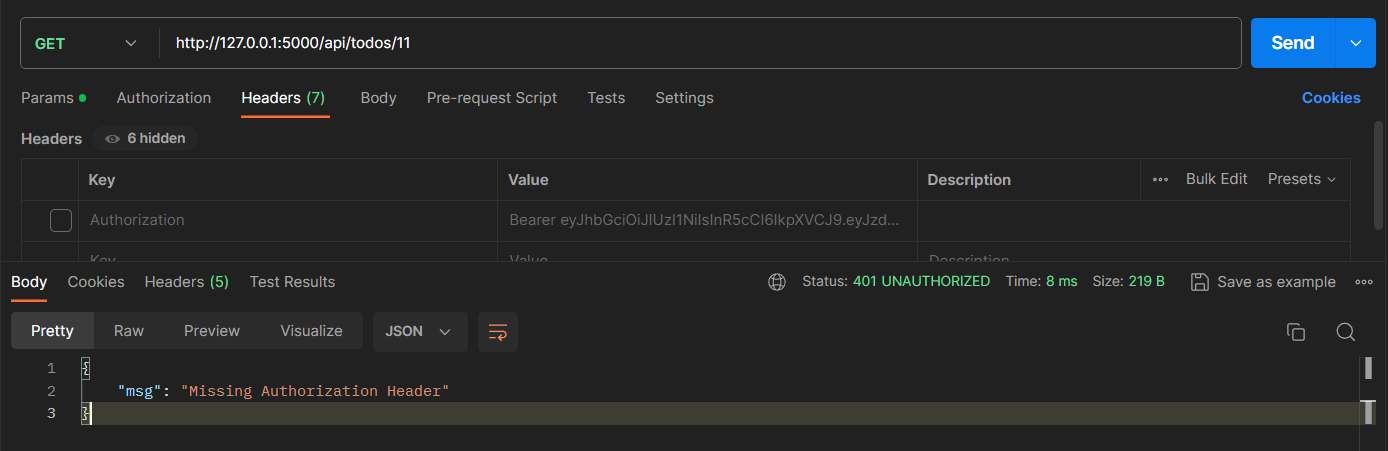 GET http://127.0.0.1:5000/api/todos/11 Send
Params Authorization Headers (7) Body Pre-request Script Tests Settings Cookies
Headers 6 hidden
Key Value Description Bulk Edit Presets
Authorization Bearer eyJhbGciOiJIUzI1NiIsInR5cCI6IkpXVCJ9.eyJzd...
Key Value Description
Body Cookies Headers (5) Test Results Status: 401 UNAUTHORIZED Time: 8 ms Size: 219 B Save as example
Pretty Raw Preview Visualize JSON
1 {
2 "msg": "Missing Authorization Header"
3 }